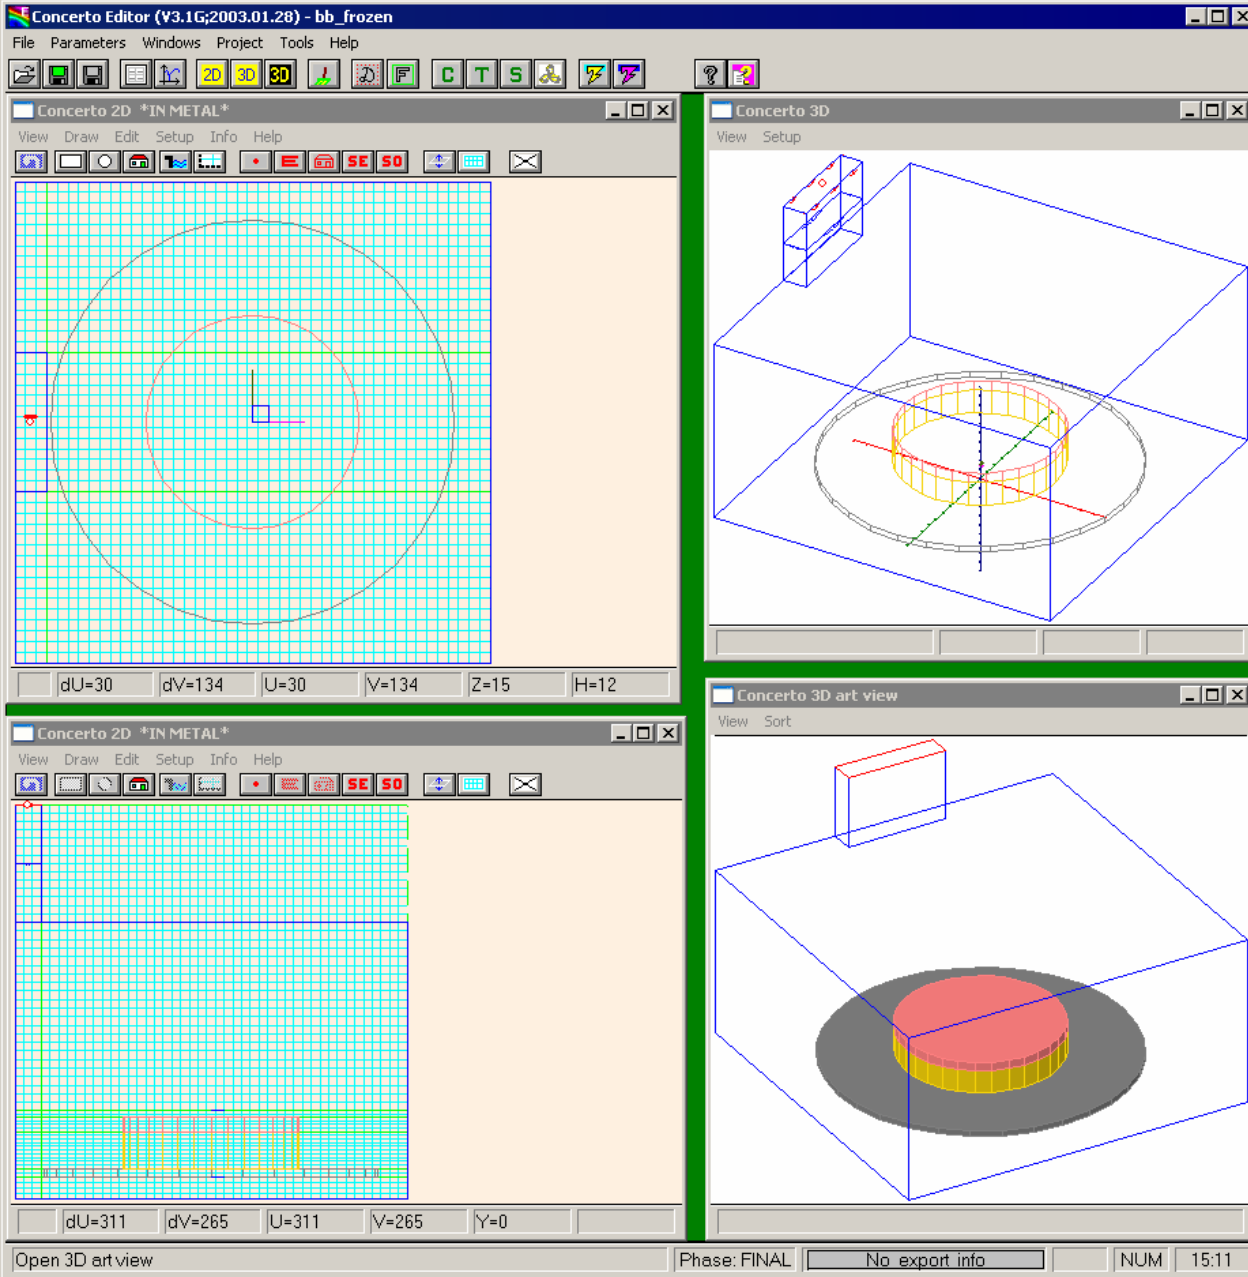 Concerto Editor (V3.1G;2003.01.28) - bb_frozen
File Parameters Windows Project Tools Help
2D 3D 3D F C T S ? ?
Concerto 2D *IN METAL*
View Draw Edit Setup Info Help
SE SO
dU=30 dV=134 U=30 V=134 Z=15 H=12
Concerto 3D
View Setup
Concerto 2D *IN METAL*
View Draw Edit Setup Info Help
SE SO
dU=311 dV=265 U=311 V=265 Y=0
Concerto 3D art view
View Sort
Open 3D art view Phase: FINAL No export info NUM 15:11